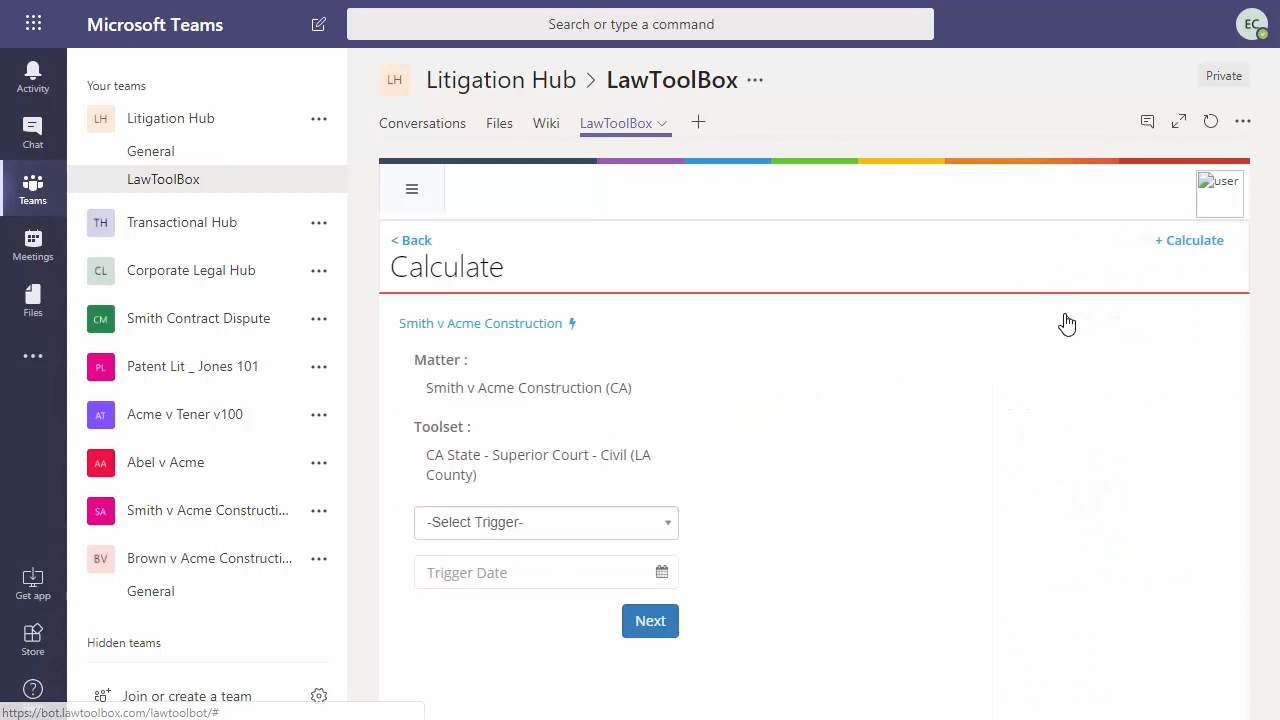 Microsoft Teams
Search or type a command
EC
Activity
Chat
Teams
Meetings
Files
Get app
Store
Your teams
LH Litigation Hub
General
LawToolBox
TH Transactional Hub
CL Corporate Legal Hub
CM Smith Contract Dispute
PL Patent Lit _ Jones 101
AT Acme v Tener v100
AA Abel v Acme
SA Smith v Acme Constructi...
BV Brown v Acme Constructi...
General
Hidden teams
Join or create a team
https://bot.lawtoolbox.com/lawtoolbot/#
LH Litigation Hub > LawToolBox ...
Private
Conversations Files Wiki LawToolBox
user
< Back
+ Calculate
Calculate
Smith v Acme Construction
Matter :
Smith v Acme Construction (CA)
Toolset :
CA State - Superior Court - Civil (LA
County)
-Select Trigger-
Trigger Date
Next